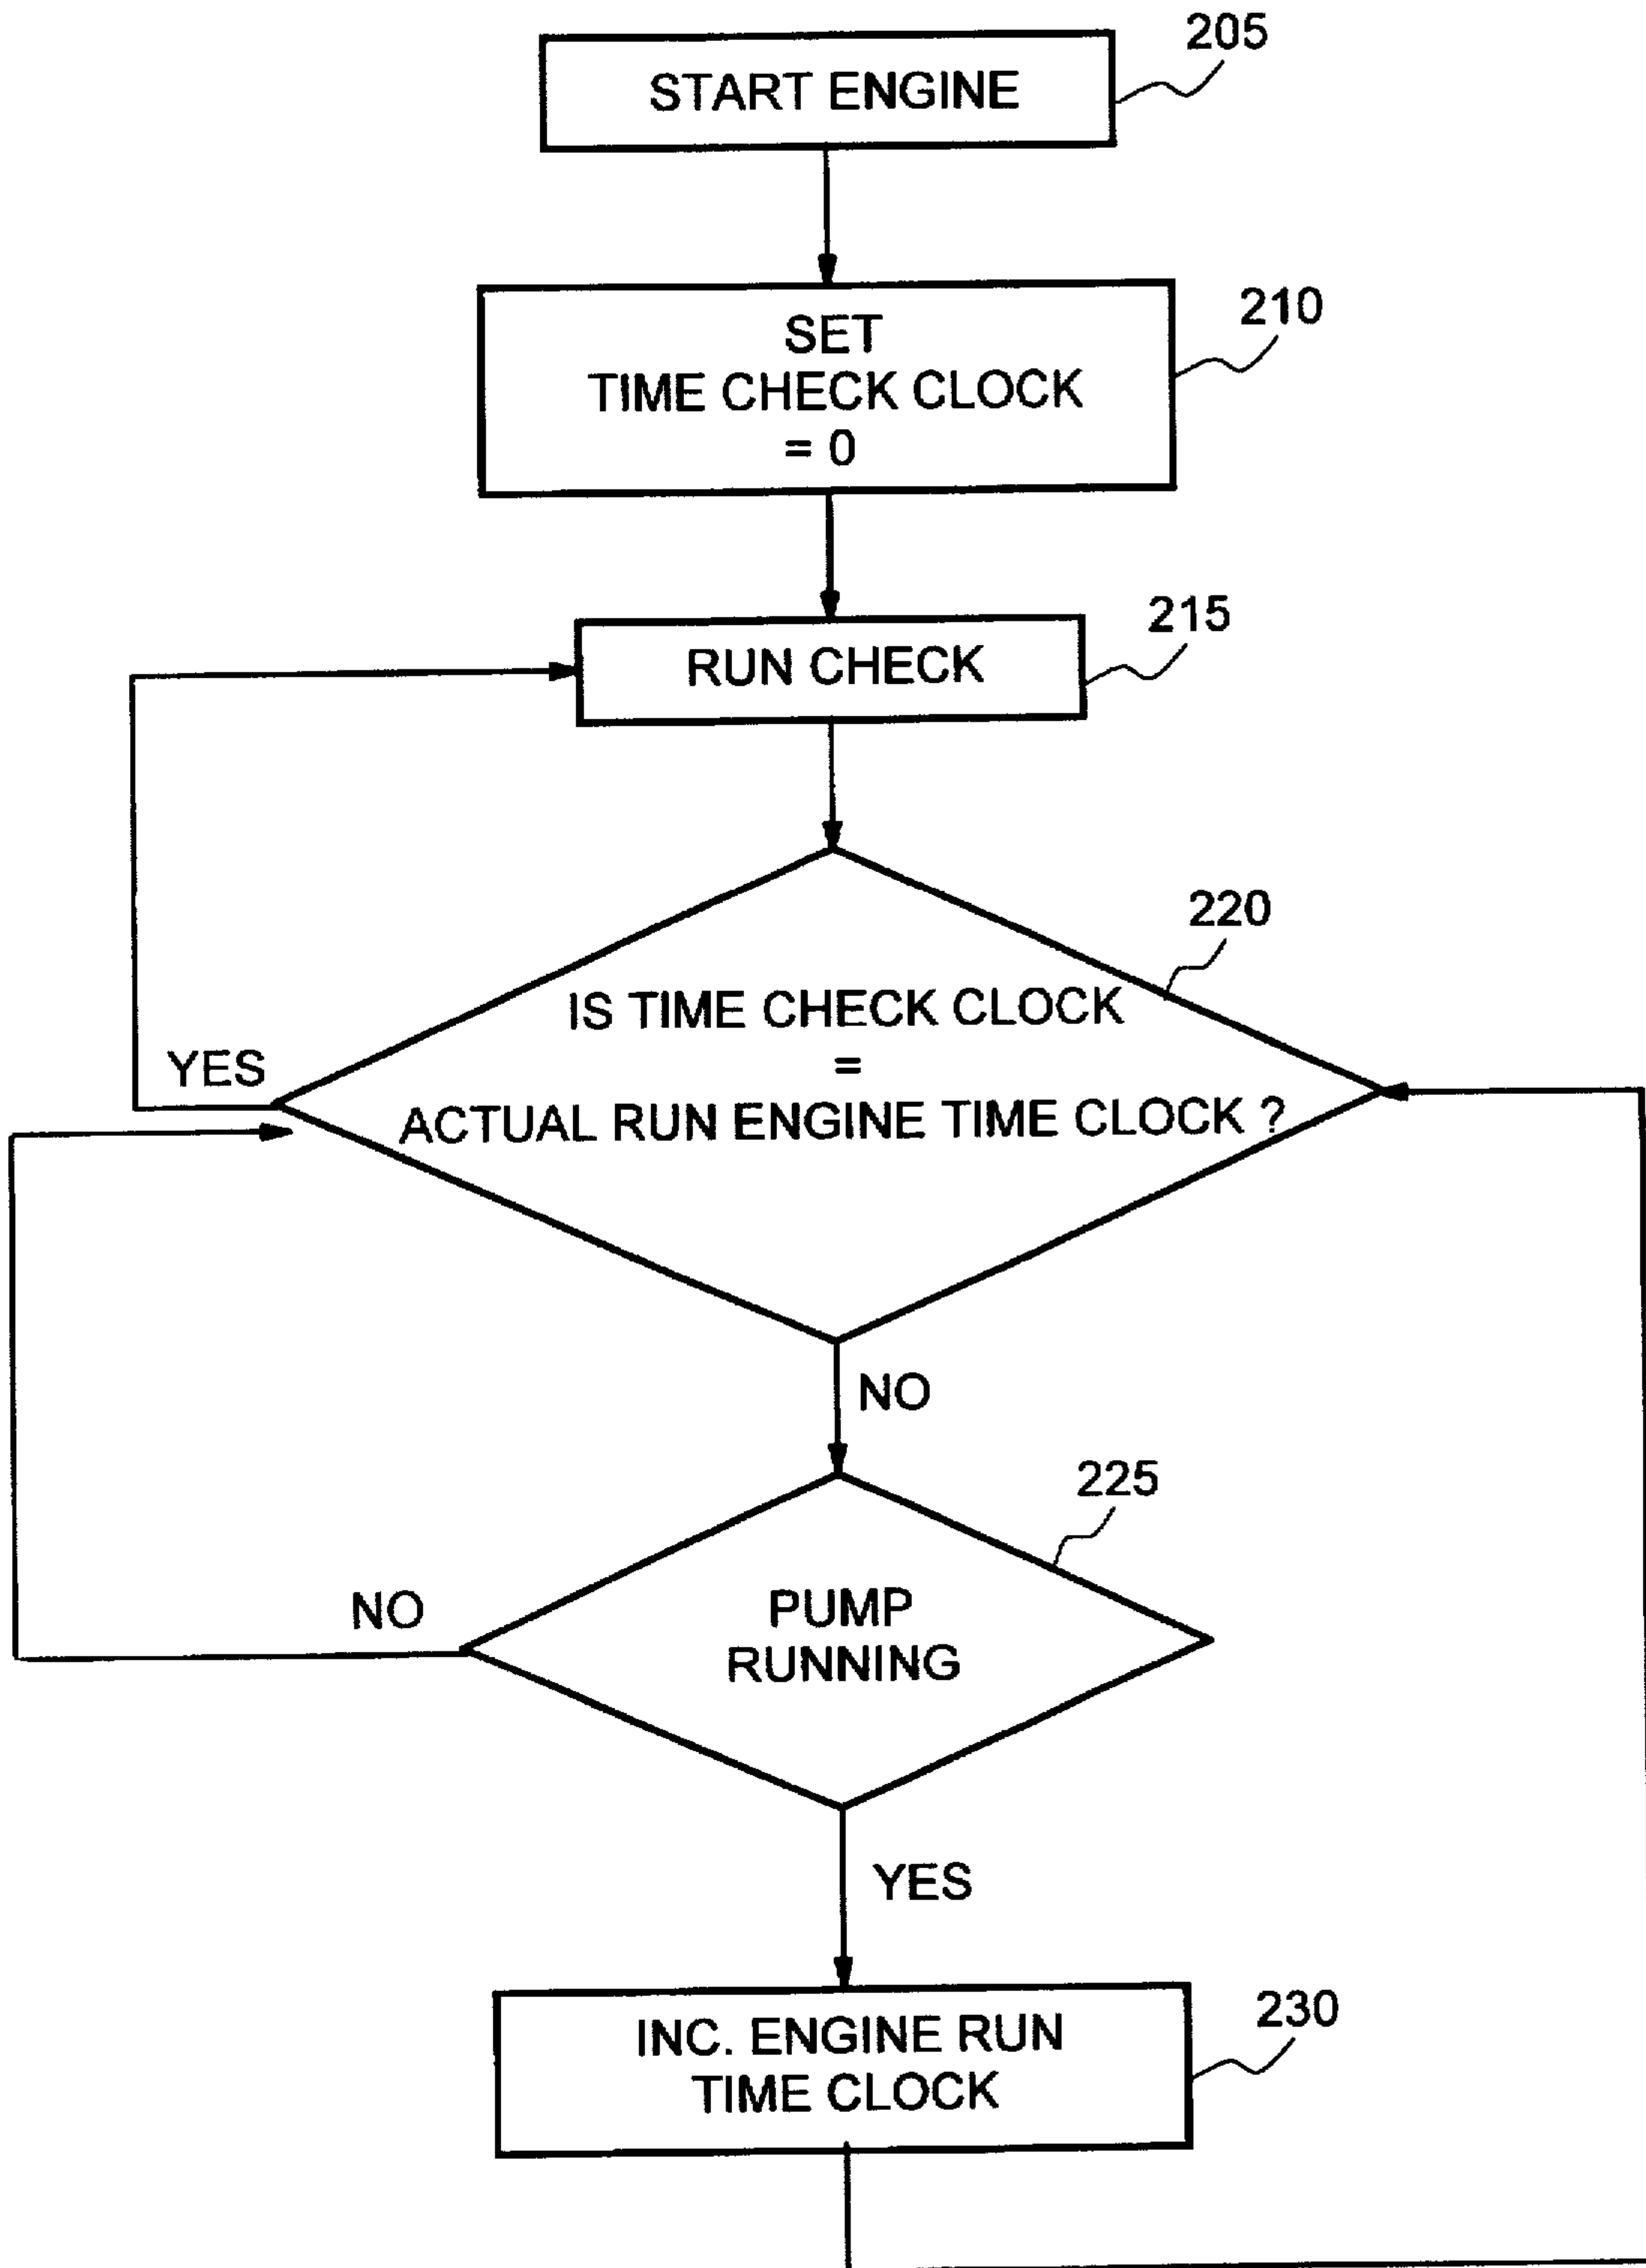 205
START ENGINE
210
SET
TIME CHECK CLOCK
= 0
215
RUN CHECK
220
IS TIME CHECK CLOCK
=
ACTUAL RUN ENGINE TIME CLOCK ?
YES
NO
225
PUMP
RUNNING
NO
YES
230
INC. ENGINE RUN
TIME CLOCK